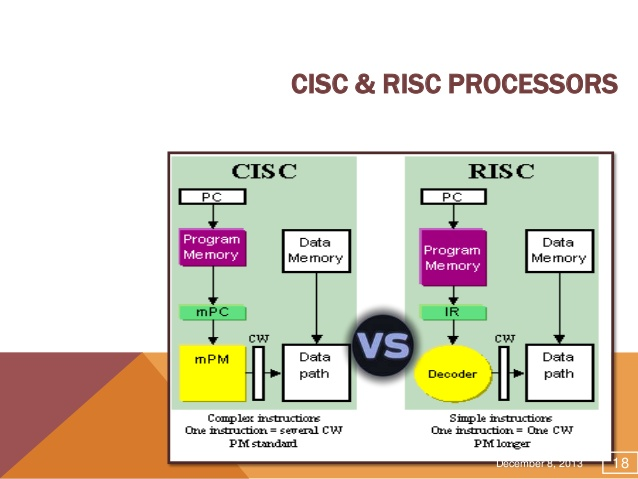 CISC & RISC PROCESSORS
CISC
PC
Program
Memory
Data
Memory
mPC
CW
mPM
Data
path
Complex instructions
One instruction = several CW
PM standard
VS
RISC
PC
Program
Memory
Data
Memory
IR
CW
Decoder
Data
path
Simple instructions
One instruction = One CW
PM longer
December 8, 2013
18